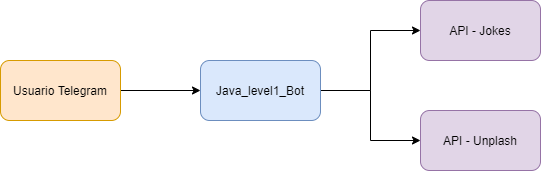 API - Jokes
Usuario Telegram
Java_level1_Bot
API - Unplash